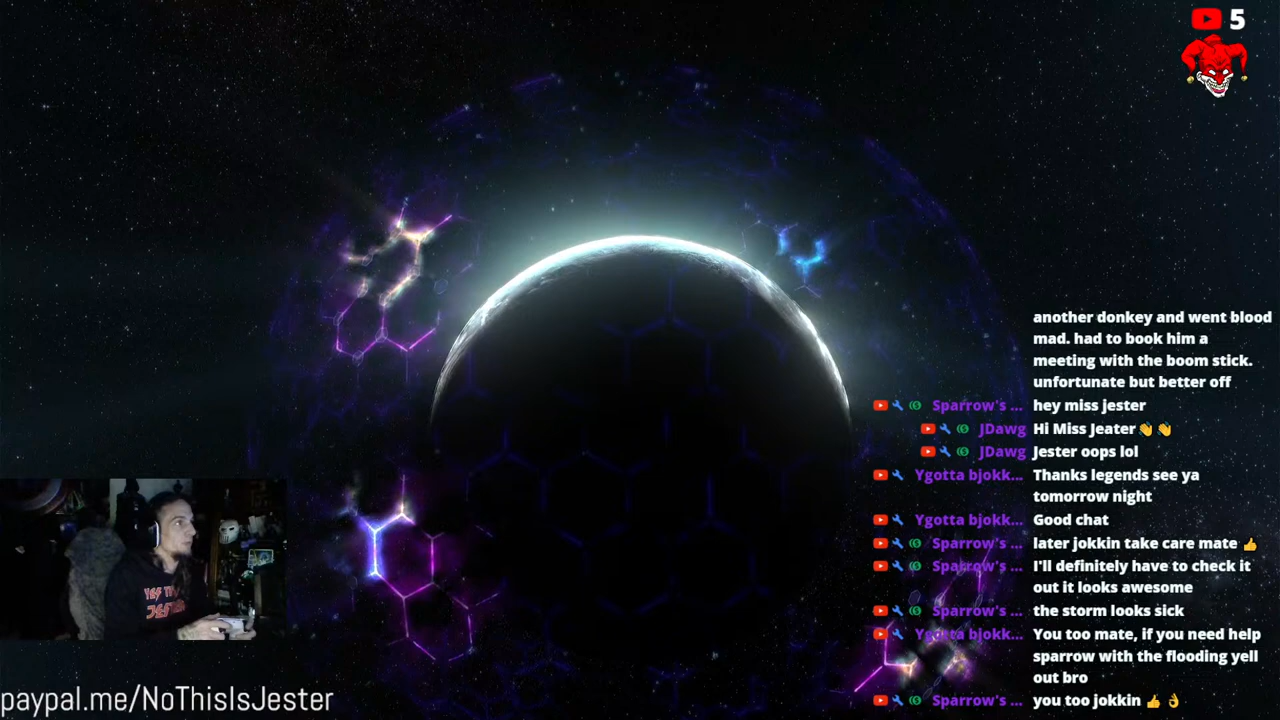 5
another donkey and went blood
mad. had to book him a
meeting with the boom stick.
unfortunate but better off
Sparrow's ... hey miss jester
JDawg Hi Miss Jeater 👏 👏
JDawg Jester oops lol
Ygotta bjokk... Thanks legends see ya
tomorrow night
Ygotta bjokk... Good chat
Sparrow's ... later jokkin take care mate 👍
Sparrow's ... I'll definitely have to check it
out it looks awesome
Sparrow's ... the storm looks sick
Ygotta bjokk... You too mate, if you need help
sparrow with the flooding yell
out bro
Sparrow's ... you too jokkin 👍 👌
YES TH
JESTER
paypal.me/NoThisIsJester